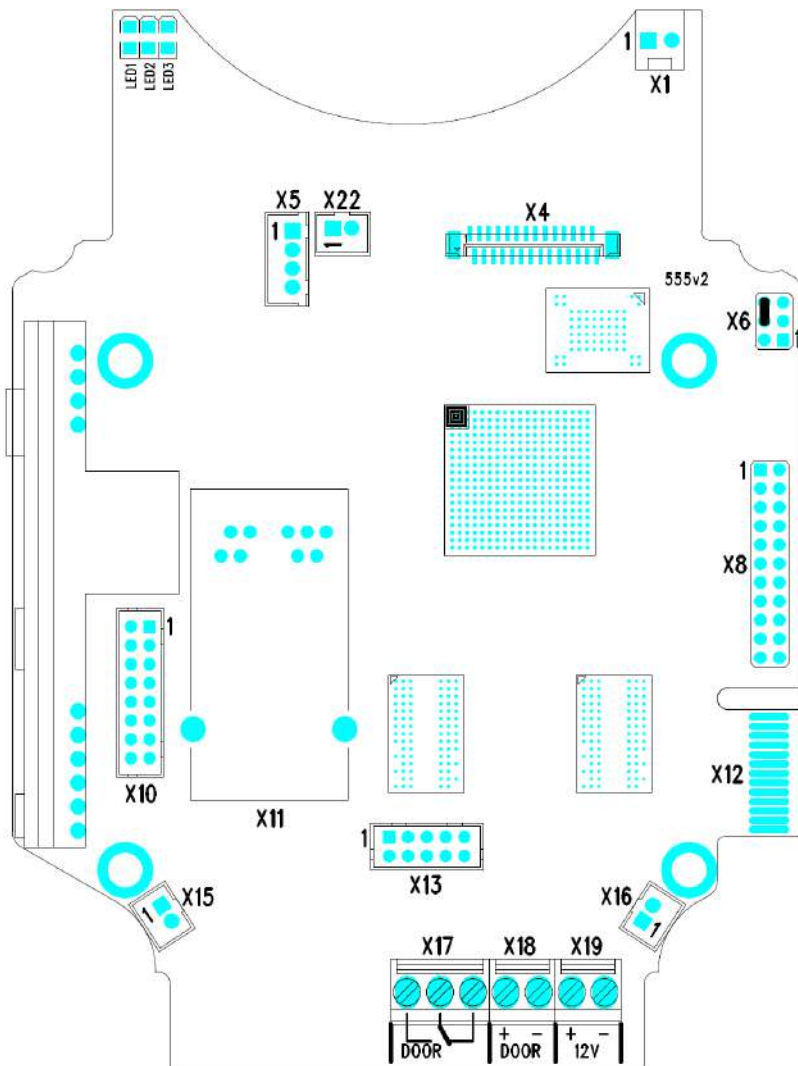 LED1
LED2
LED3
1
X1
X5
X22
X4
1
1
555v2
X6
1
1
X8
1
X10
X11
X12
1
X13
X15
1
X16
1
X17
X18
X19
DOOR
+ -
DOOR
+ -
12V